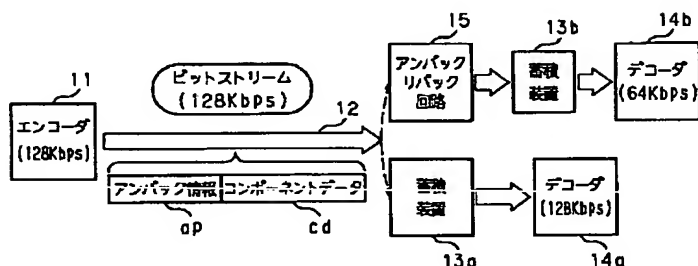 11
エンコーダ
(128Kbps)
ビットストリーム
(128Kbps)
12
アンパック情報
コンポーネントデータ
ap
cd
15
アンパック
リパック
回路
13b
蓄積
装置
14b
デコーダ
(64Kbps)
蓄積
装置
13a
デコーダ
(128Kbps)
14a